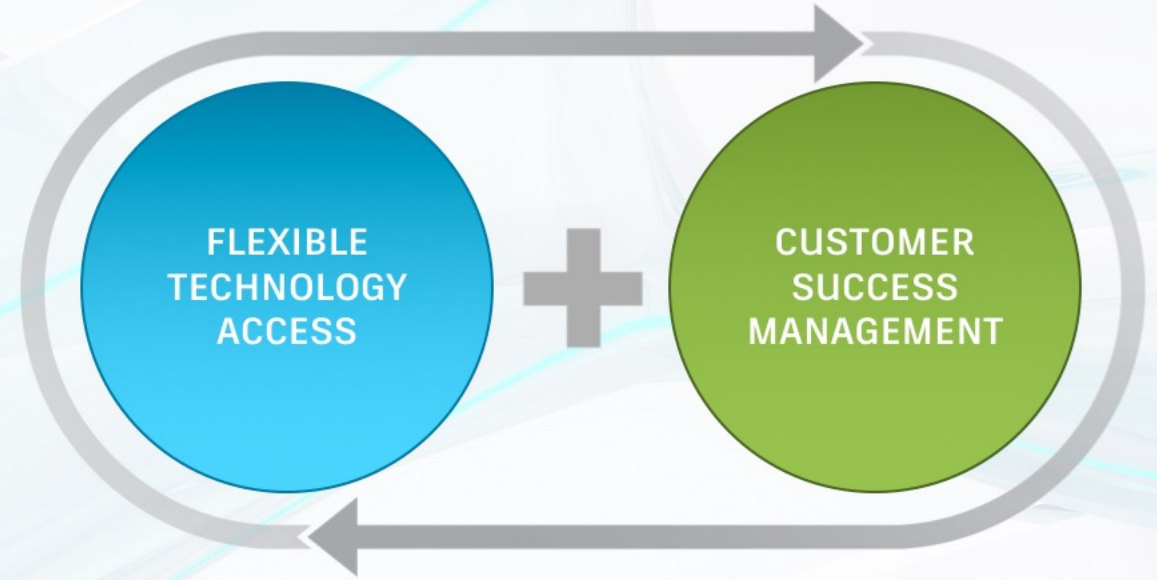 FLEXIBLE
TECHNOLOGY
ACCESS
CUSTOMER
SUCCESS
MANAGEMENT